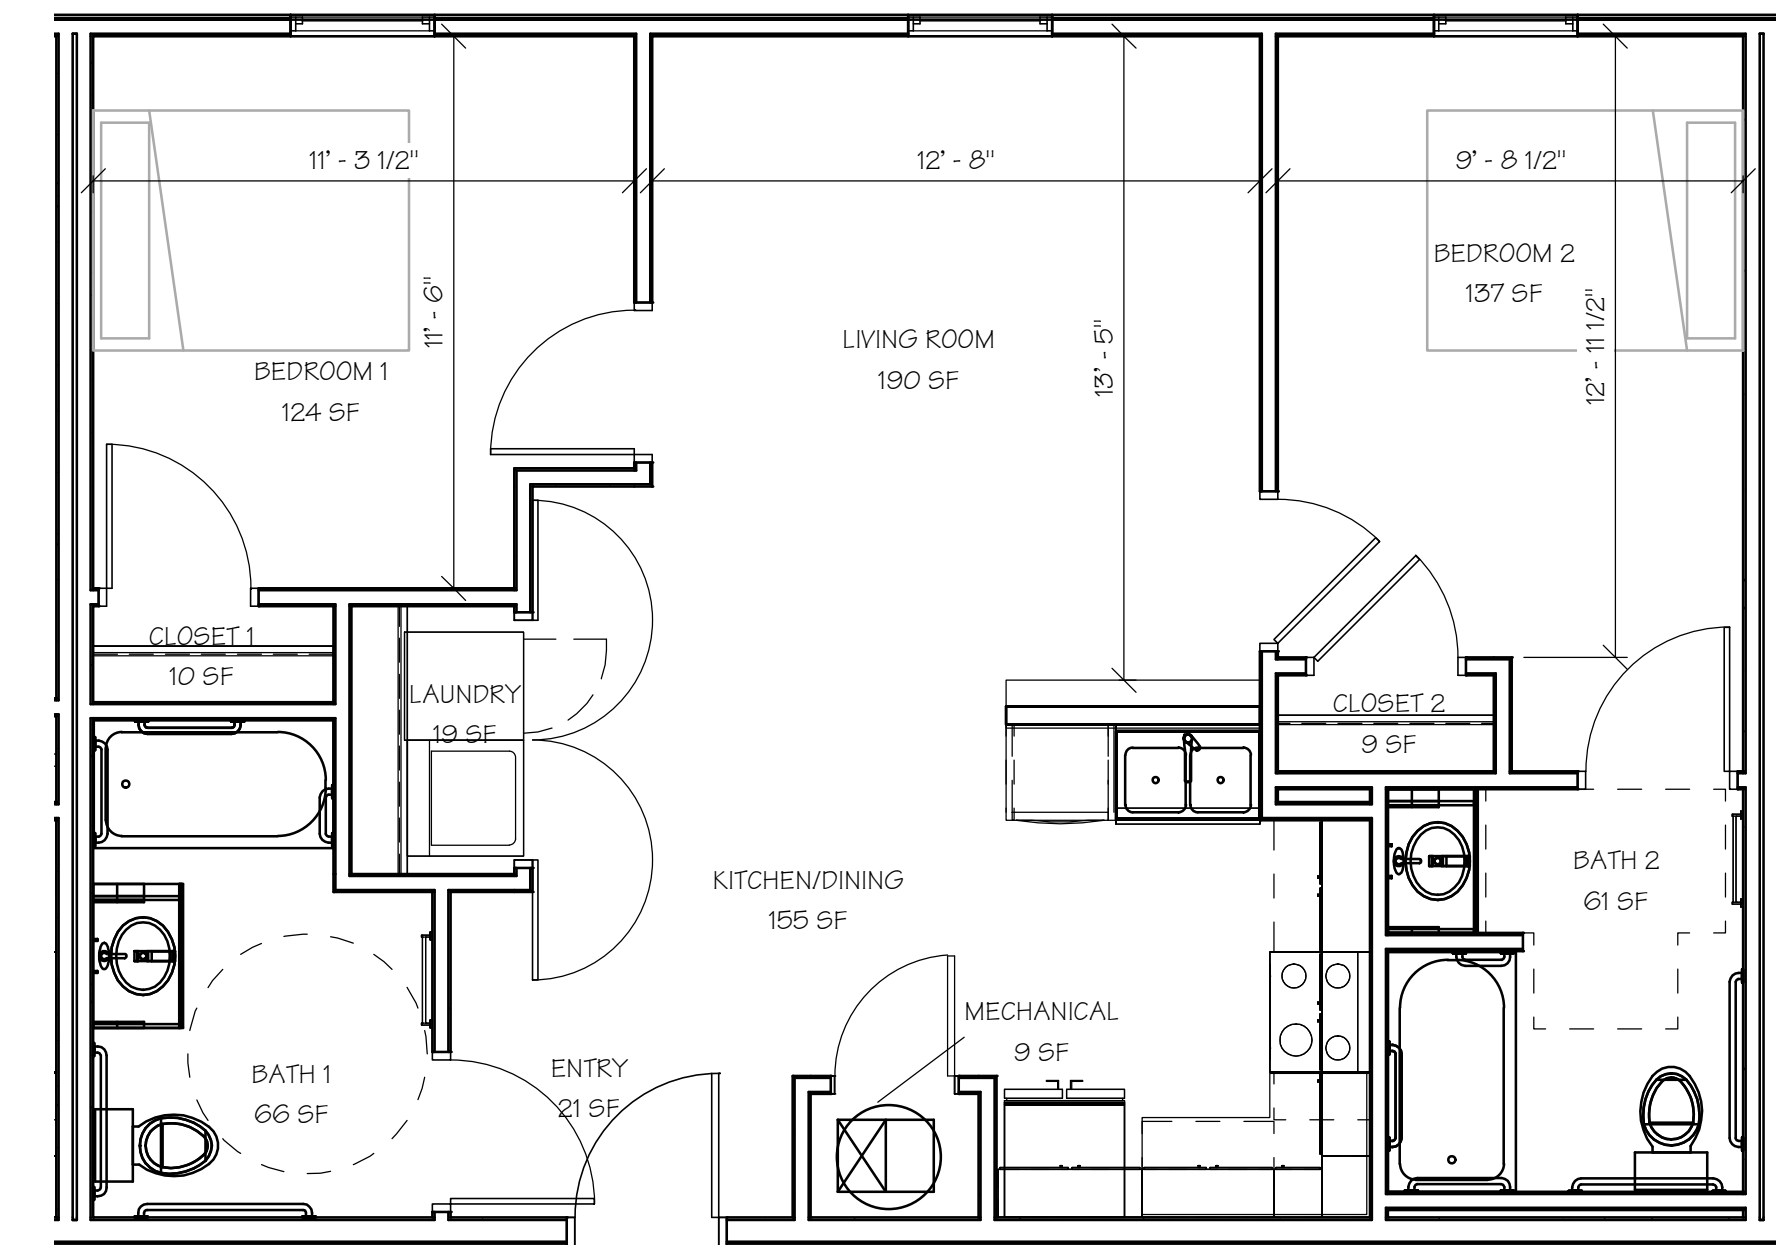 11' - 3 1/2"
12' - 8"
9' - 8 1/2"
BEDROOM 2
137 SF
11' - 6"
13' - 5"
12' - 11 1/2"
LIVING ROOM
190 SF
BEDROOM 1
124 SF
CLOSET 1
10 SF
LAUNDRY
19 SF
CLOSET 2
9 SF
KITCHEN/DINING
155 SF
BATH 2
61 SF
MECHANICAL
9 SF
ENTRY
21 SF
BATH 1
66 SF